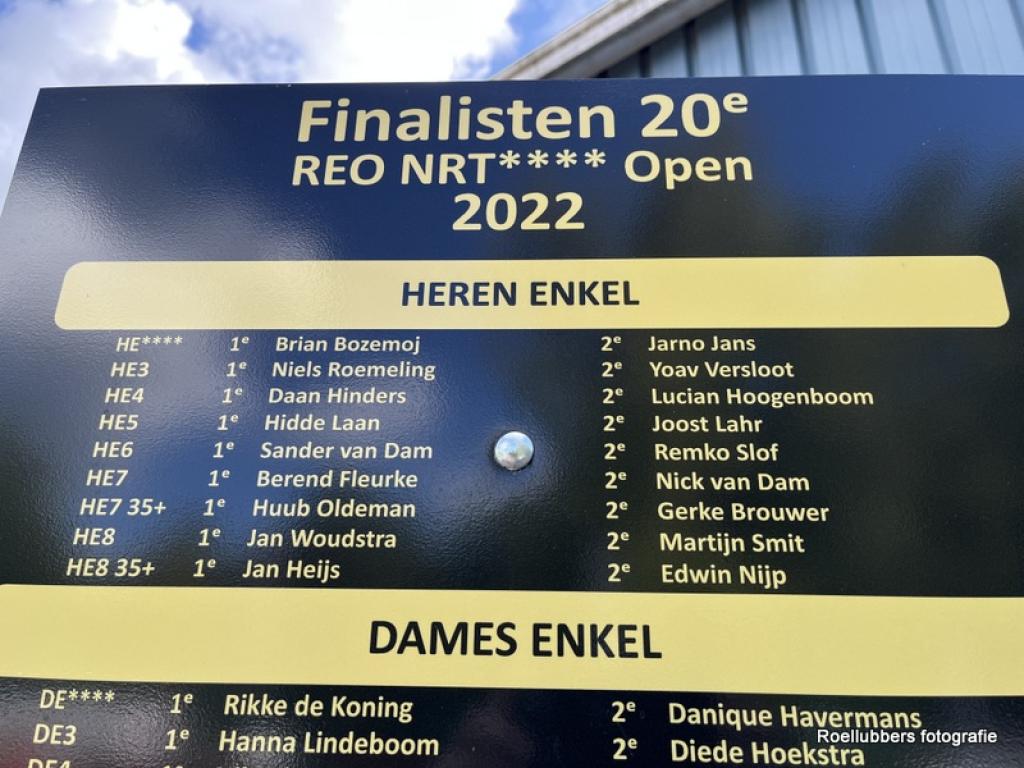 Finalisten 20e
REO NRT**** Open
2022
HEREN ENKEL
HE**** 1e Brian Bozemoj 2e Jarno Jans
HE3 1e Niels Roemeling 2e Yoav Versloot
HE4 1e Daan Hinders 2e Lucian Hoogenboom
HE5 1e Hidde Laan 2e Joost Lahr
HE6 1e Sander van Dam 2e Remko Slof
HE7 1e Berend Fleurke 2e Nick van Dam
HE7 35+ 1e Huub Oldeman 2e Gerke Brouwer
HE8 1e Jan Woudstra 2e Martijn Smit
HE8 35+ 1e Jan Heijs 2e Edwin Nijp
DAMES ENKEL
DE**** 1e Rikke de Koning 2e Danique Havermans
DE3 1e Hanna Lindeboom 2e Diede Hoekstra
DE4
Roellubbers fotografie